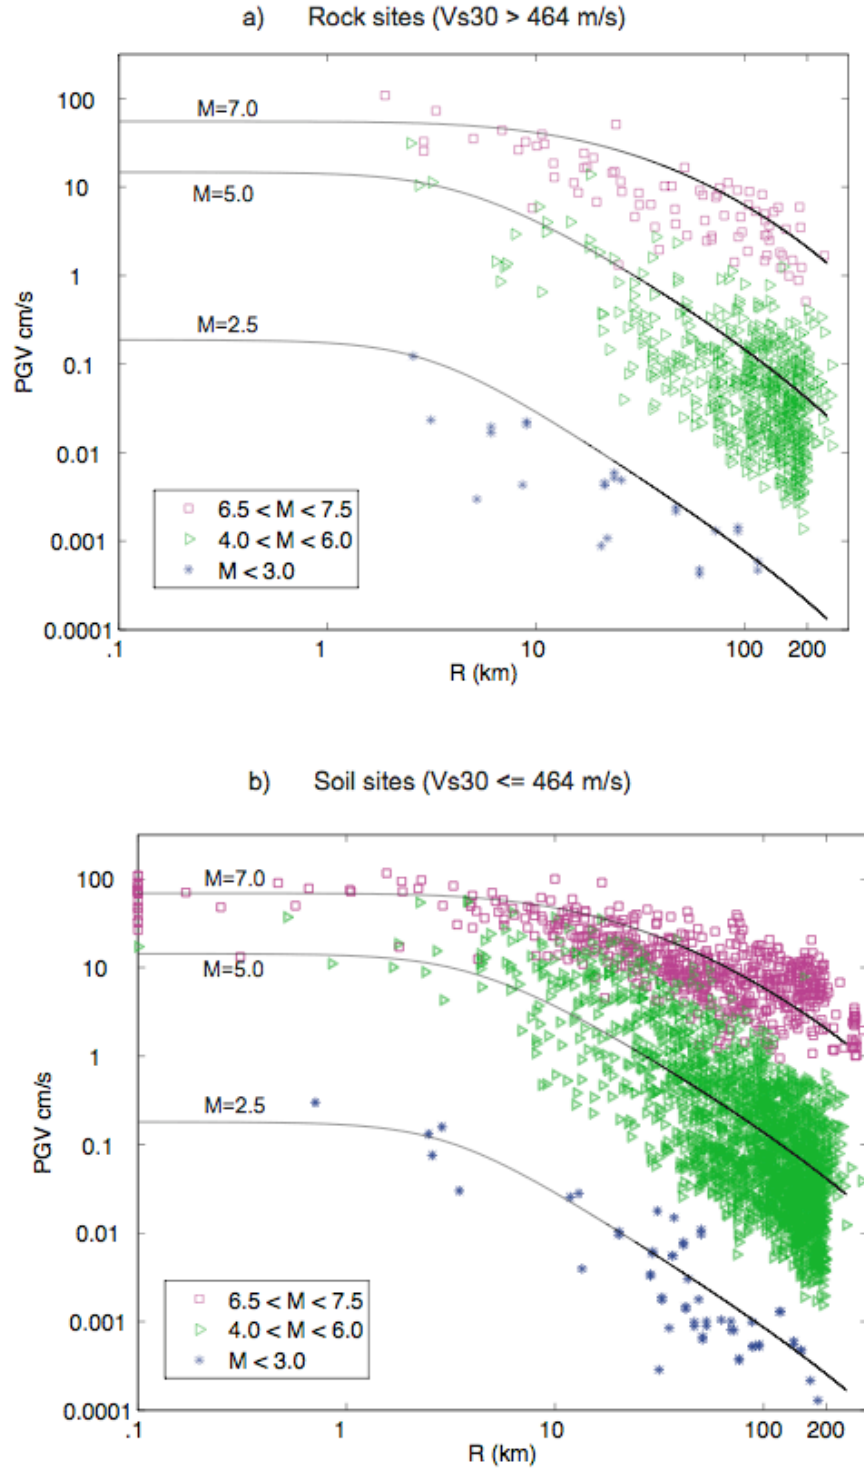 a) Rock sites (Vs30 > 464 m/s)
100
10
1
0.1
0.01
0.001
0.0001
PGV cm/s
M=7.0
M=5.0
M=2.5
6.5 < M < 7.5
4.0 < M < 6.0
M < 3.0
.1 1 10 100 200
R (km)
b) Soil sites (Vs30 <= 464 m/s)
100
10
1
0.1
0.01
0.001
0.0001
PGV cm/s
M=7.0
M=5.0
M=2.5
6.5 < M < 7.5
4.0 < M < 6.0
M < 3.0
0.1 1 10 100 200
R (km)